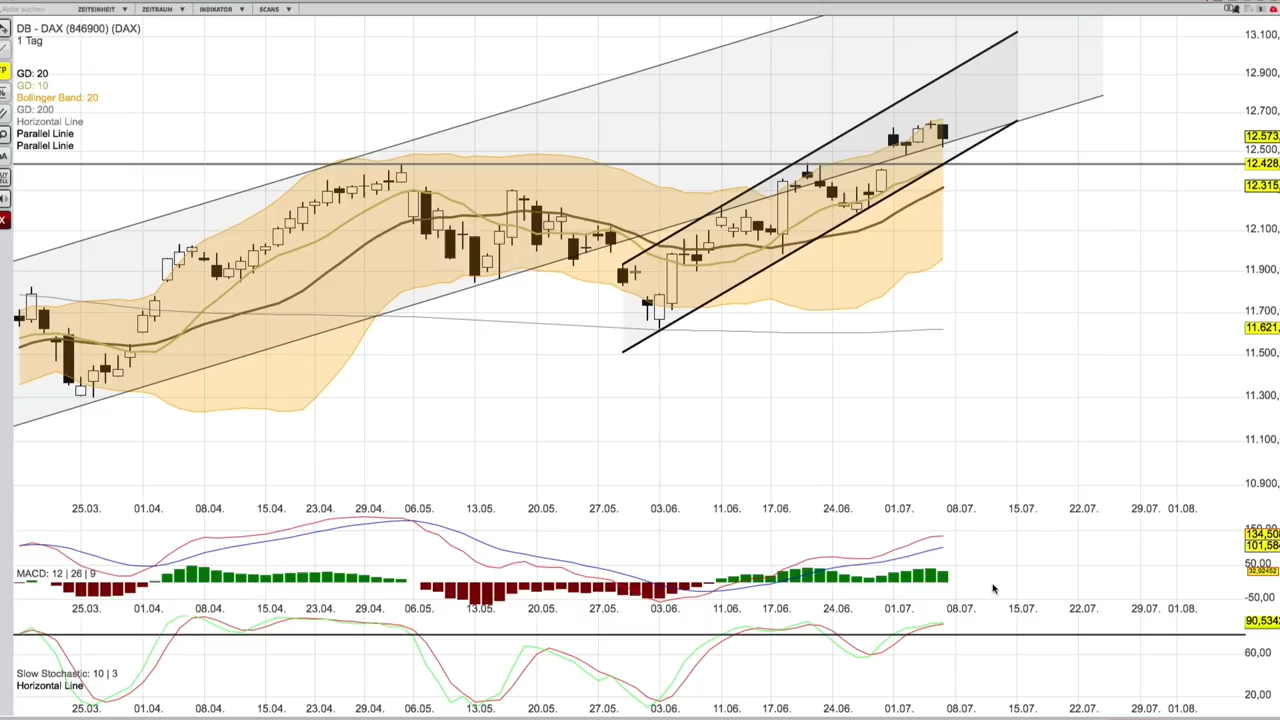 Aktie suchen ZEITEINHEIT ▼ ZEITRAUM ▼ INDIKATOR ▼ SCANS ▼
DB - DAX (846900) (DAX)
1 Tag
GD: 20
GD: 10
Bollinger Band: 20
GD: 200
Horizontal Line
Parallel Linie
Parallel Linie
13.100,
12.900,
12.700,
12.573,
12.500,
12.428,
12.315,
12.100,
11.900,
11.700,
11.621,
11.500,
11.300,
11.100,
10.900,
25.03. 01.04. 08.04. 15.04. 23.04. 29.04. 06.05. 13.05. 20.05. 27.05. 03.06. 11.06. 17.06. 24.06. 01.07. 08.07. 15.07. 22.07. 29.07. 01.08.
150,00
134,508
101,584
50,00
32,92462
MACD: 12 | 26 | 9
-50,00
25.03. 01.04. 08.04. 15.04. 23.04. 29.04. 06.05. 13.05. 20.05. 27.05. 03.06. 11.06. 17.06. 24.06. 01.07. 08.07. 15.07. 22.07. 29.07. 01.08.
90,534
60,00
Slow Stochastic: 10 | 3
Horizontal Line
20,00
25.03. 01.04. 08.04. 15.04. 23.04. 29.04. 06.05. 13.05. 20.05. 27.05. 03.06. 11.06. 17.06. 24.06. 01.07. 08.07. 15.07. 22.07. 29.07. 01.08.